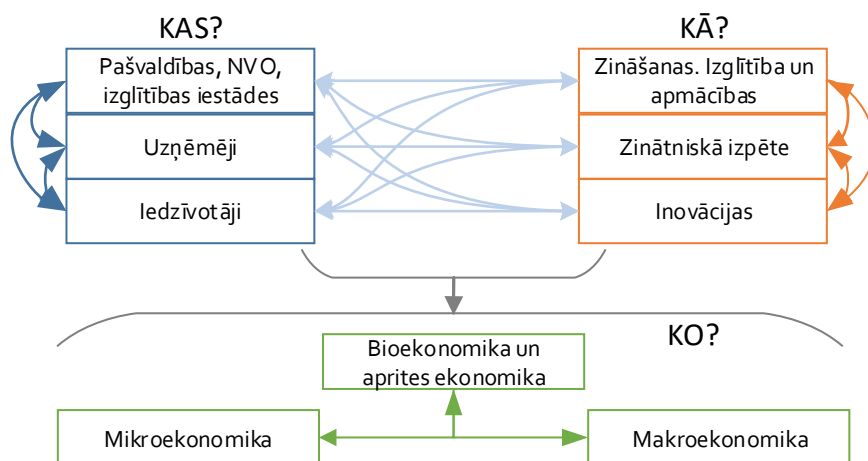 KAS?
KĀ?
Pašvaldības, NVO,
izglītības iestādes
Uzņēmēji
Iedzīvotāji
Zināšanas. Izglītība un
apmācības
Zinātniskā izpēte
Inovācijas
KO?
Bioekonomika un
aprites ekonomika
Mikroekonomika
Makroekonomika